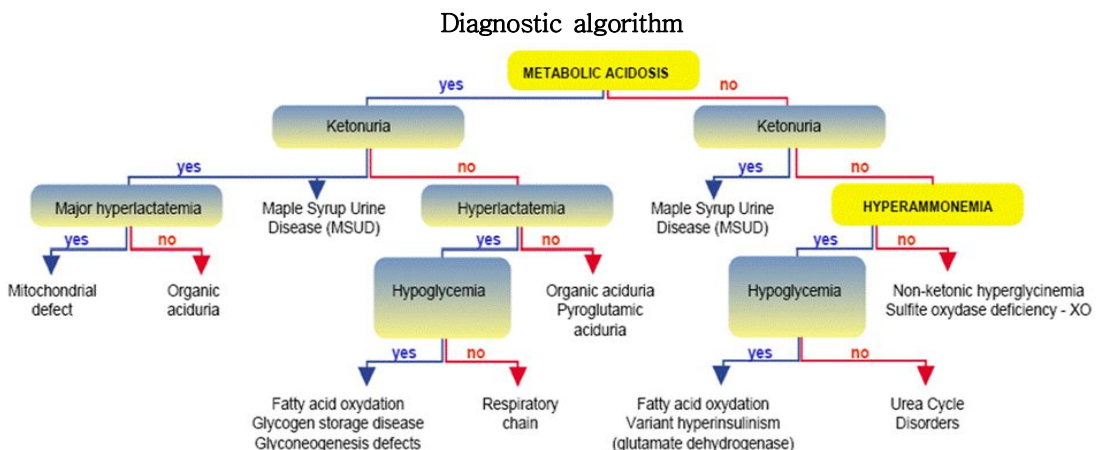 Diagnostic algorithm
METABOLIC ACIDOSIS
yes
no
Ketonuria
Ketonuria
yes
no
yes
no
Major hyperlactatemia
Maple Syrup Urine
Disease (MSUD)
Hyperlactatemia
Maple Syrup Urine
Disease (MSUD)
HYPERAMMONEMIA
yes
no
yes
no
yes
no
Mitochondrial
defect
Organic
aciduria
Hypoglycemia
Organic aciduria
Pyroglutamic
aciduria
Hypoglycemia
Non-ketonic hyperglycinemia
Sulfite oxydase deficiency - XO
yes
no
yes
no
Fatty acid oxydation
Glycogen storage disease
Glyconeogenesis defects
Respiratory
chain
Fatty acid oxydation
Variant hyperinsulinism
(glutamate dehydrogenase)
Urea Cycle
Disorders